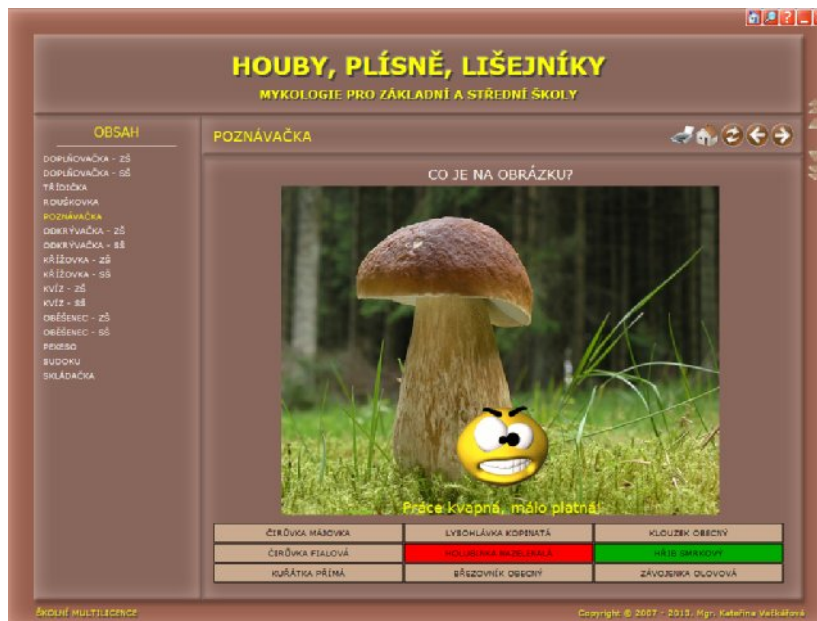 HOUBY, PLÍSNĚ, LIŠEJNÍKY
MYKOLOGIE PRO ZÁKLADNÍ A STŘEDNÍ ŠKOLY
OBSAH
DOPLŇOVAČKA - ZŠ
DOPLŇOVAČKA - SŠ
TŘÍDIČKA
ROUŠKOVKA
POZNÁVAČKA
ODKRÝVAČKA - ZŠ
ODKRÝVAČKA - SŠ
KŘÍŽOVKA - ZŠ
KŘÍŽOVKA - SŠ
KVÍZ - ZŠ
KVÍZ - SŠ
OBĚŠENEC - ZŠ
OBĚŠENEC - SŠ
PEXESO
SUDOKU
SKLÁDAČKA
POZNÁVAČKA
CO JE NA OBRÁZKU?
Práce kvapná, málo platná!
ČIRŮVKA MÁJOVKA LYSOHLÁVKA KOPINATÁ KLOUZEK OBECNÝ
ČIRŮVKA FIALOVÁ HOLUBINKA NAZELENALÁ HŘIB SMRKOVÝ
KUŘÁTKA PŘÍMÁ BŘEZOVNÍK OBECNÝ ZÁVOJENKA OLOVOVÁ
ŠKOLNÍ MULTILICENCE
Copyright © 2007 - 2013, Mgr. Kateřina